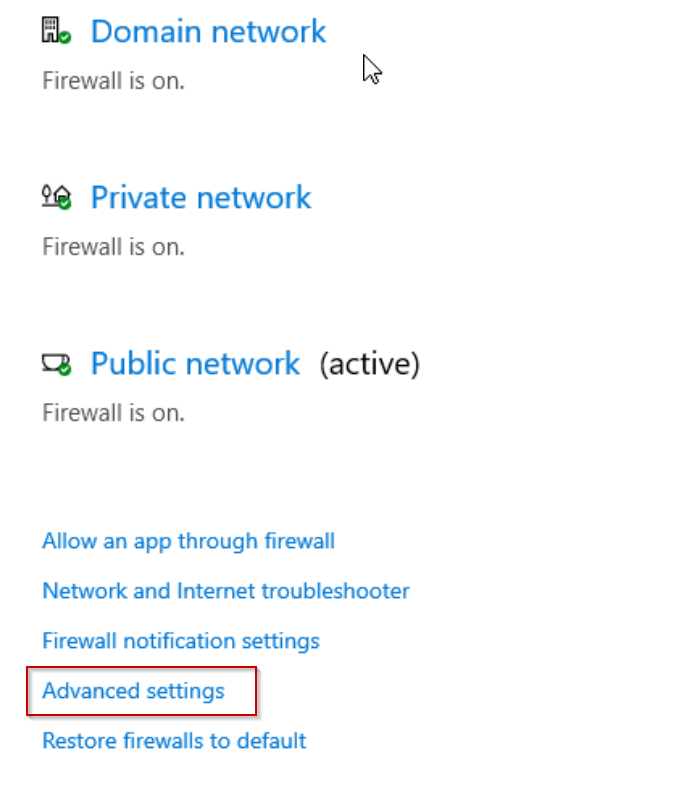 Domain network
Firewall is on.
Private network
Firewall is on.
Public network (active)
Firewall is on.
Allow an app through firewall
Network and Internet troubleshooter
Firewall notification settings
Advanced settings
Restore firewalls to default